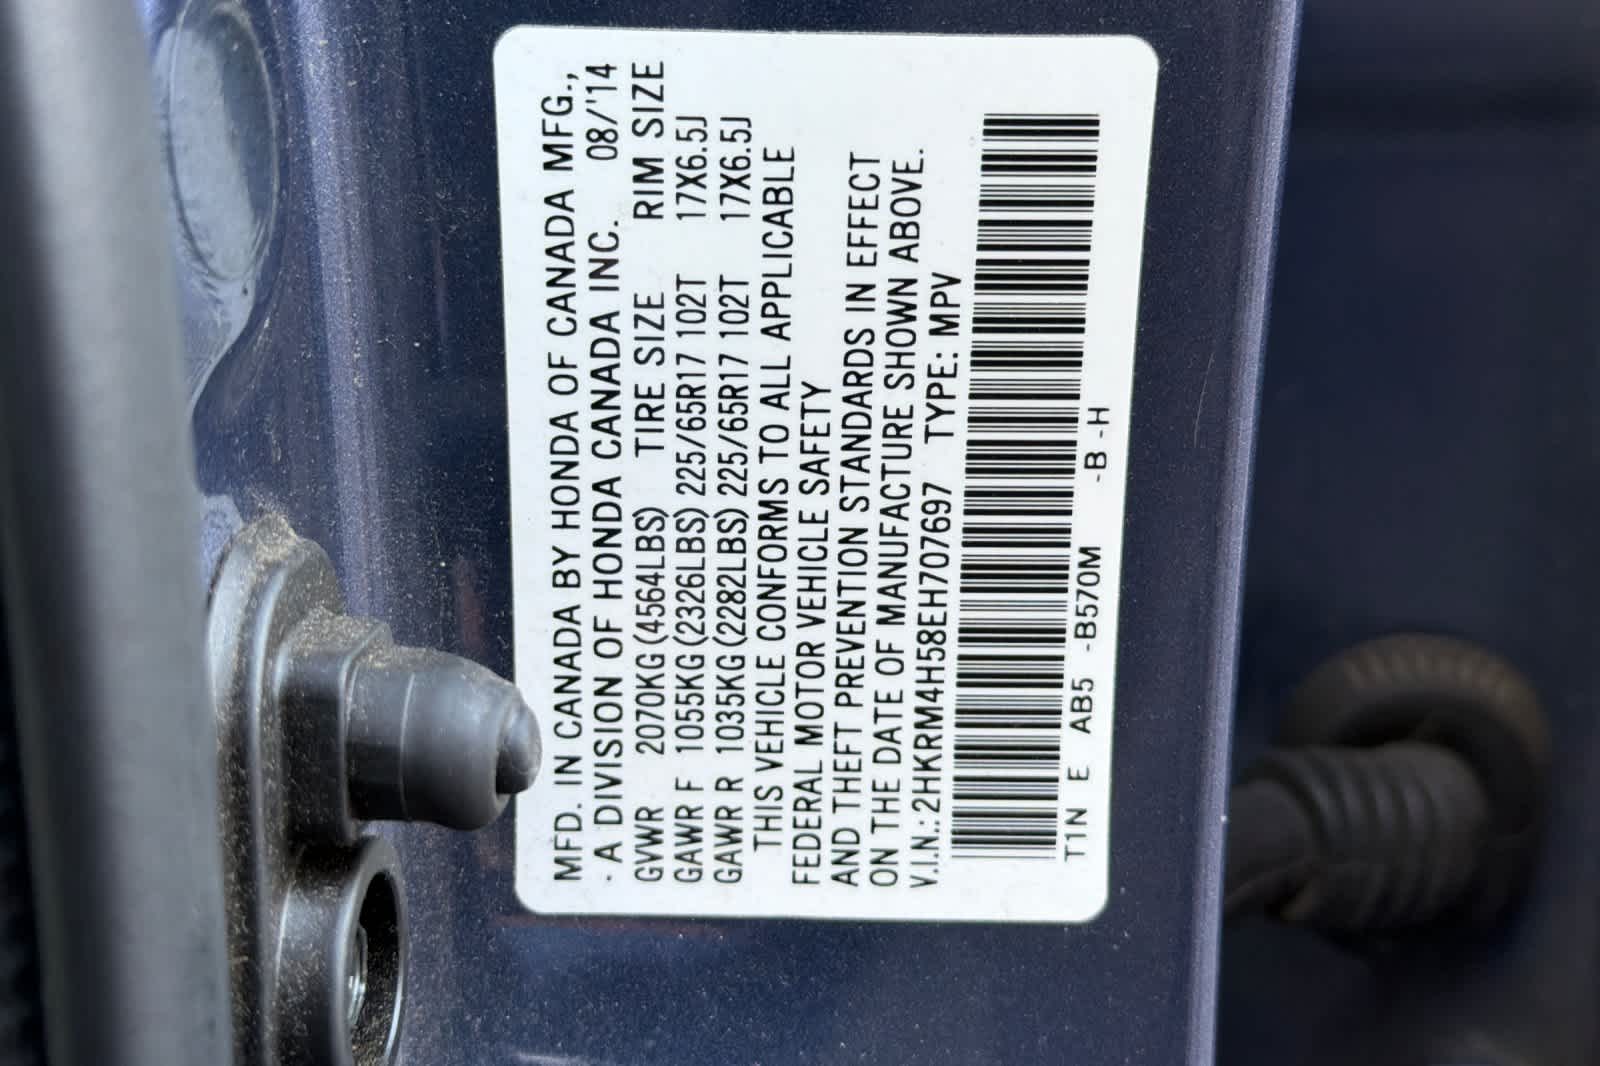 MFD. IN CANADA BY HONDA OF CANADA MFG.,
· A DIVISION OF HONDA CANADA INC. 08/'14
GVWR 2070KG(4564LBS) TIRE SIZE RIM SIZE
GAWR F 1055KG(2326LBS) 225/65R17 102T 17X6.5J
GAWR R 1035KG(2282LBS) 225/65R17 102T 17X6.5J
THIS VEHICLE CONFORMS TO ALL APPLICABLE
FEDERAL MOTOR VEHICLE SAFETY
AND THEFT PREVENTION STANDARDS IN EFFECT
ON THE DATE OF MANUFACTURE SHOWN ABOVE.
V.I.N.:2HKRM4H58EH707697 TYPE: MPV
T1N E AB5 -B570M -B -H